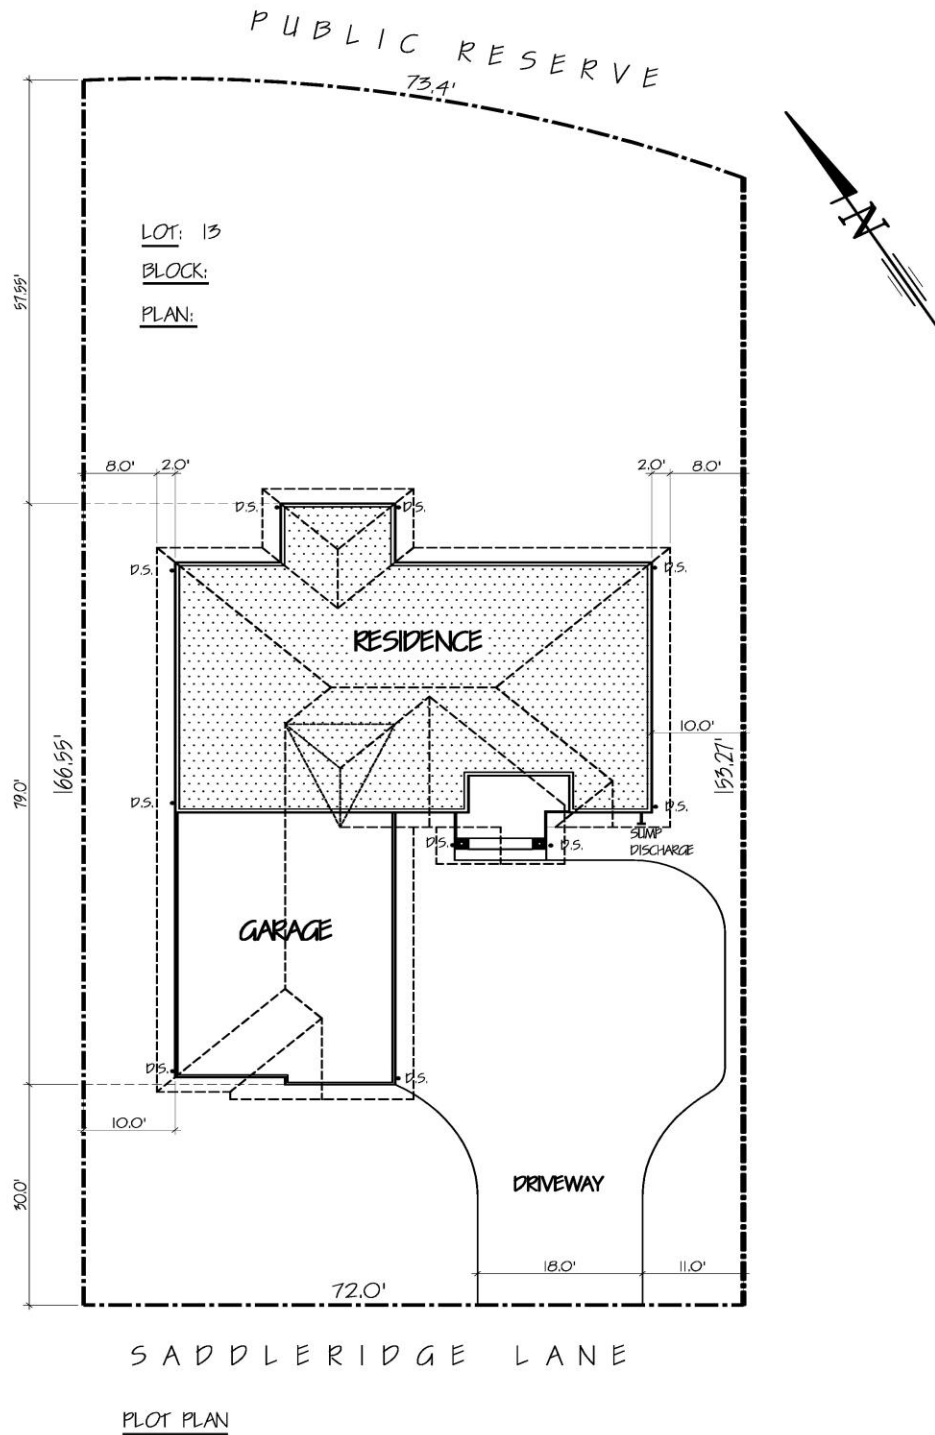 PUBLIC RESERVE
73.4'
N
LOT: 13
BLOCK:
PLAN:
57.55'
8.0' 2.0' 2.0' 8.0'
D.S. D.S.
D.S. D.S.
RESIDENCE
10.0'
166.55'
153.27'
79.0'
D.S. D.S.
SUMP
DISCHARGE
D.S. D.S.
GARAGE
D.S. D.S.
10.0'
DRIVEWAY
30.0'
18.0' 11.0'
72.0'
SADDLERIDGE LANE
PLOT PLAN